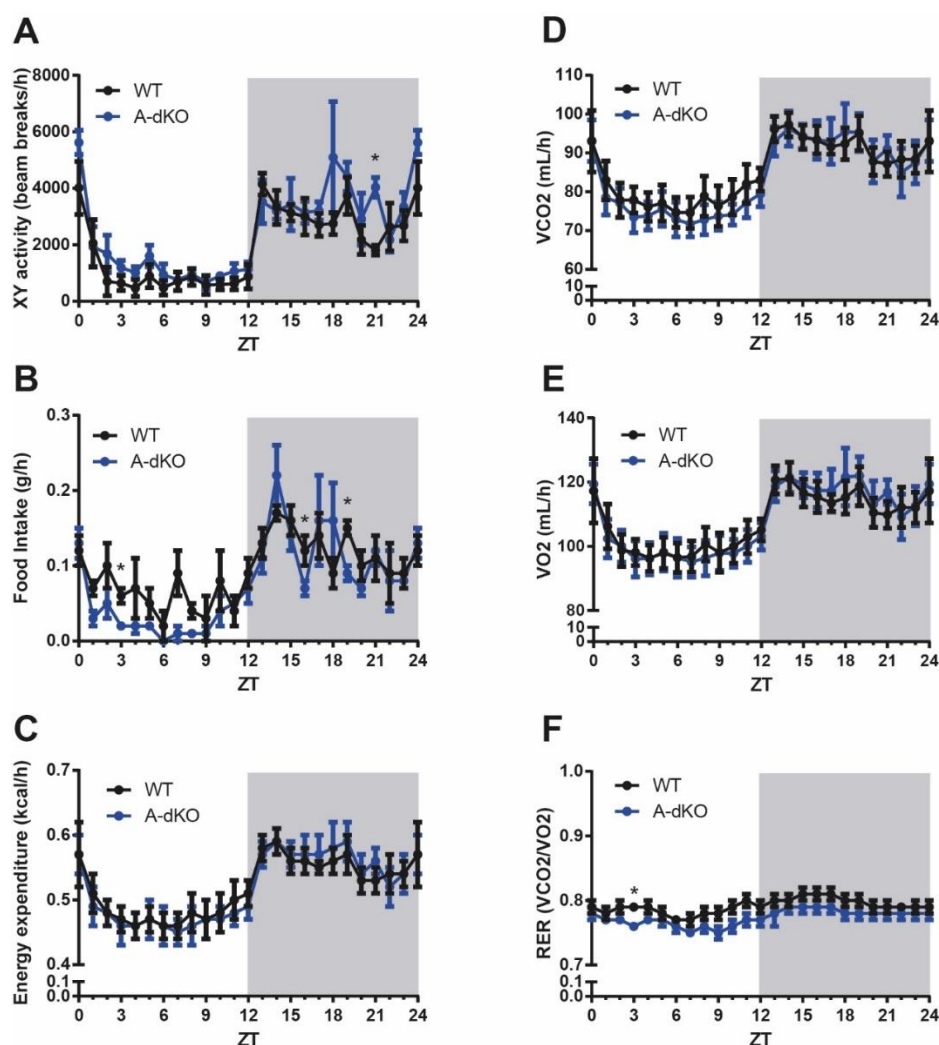 A
XY activity (beam breaks/h)
8000
6000
4000
2000
0
WT
A-dKO
*
0 3 6 9 12 15 18 21 24
ZT
B
Food Intake (g/h)
0.3
0.2
0.1
0.0
WT
A-dKO
*
*
*
0 3 6 9 12 15 18 21 24
ZT
C
Energy expenditure (kcal/h)
0.7
0.6
0.5
0.4
0.1
0.0
WT
A-dKO
0 3 6 9 12 15 18 21 24
ZT
D
VCO2 (mL/h)
110
100
90
80
70
60
10
0
WT
A-dKO
0 3 6 9 12 15 18 21 24
ZT
E
VO2 (mL/h)
140
120
100
80
10
0
WT
A-dKO
0 3 6 9 12 15 18 21 24
ZT
F
RER (VCO2/VO2)
1.0
0.9
0.8
0.7
0.1
0.0
WT
A-dKO
*
0 3 6 9 12 15 18 21 24
ZT